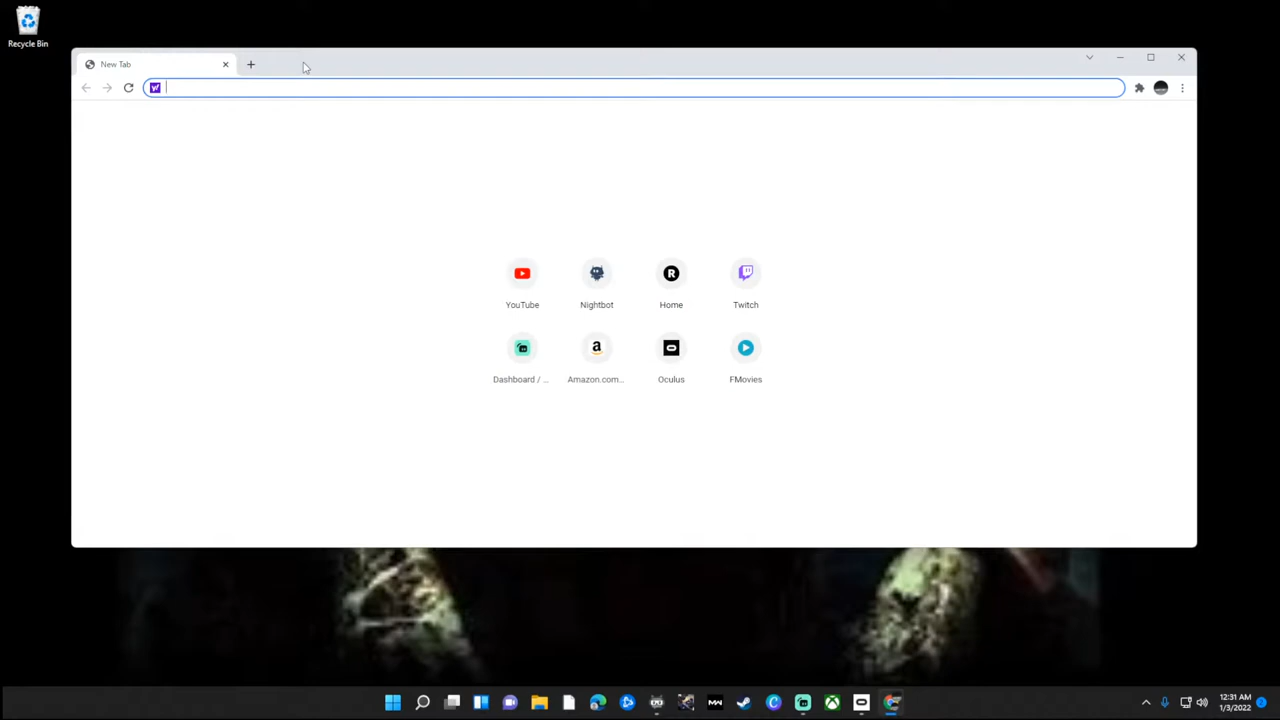 Recycle Bin
New Tab
YouTube
Nightbot
R
Home
Twitch
Dashboard / ...
a
Amazon.com...
Oculus
FMovies
MW
12:31 AM
1/3/2022